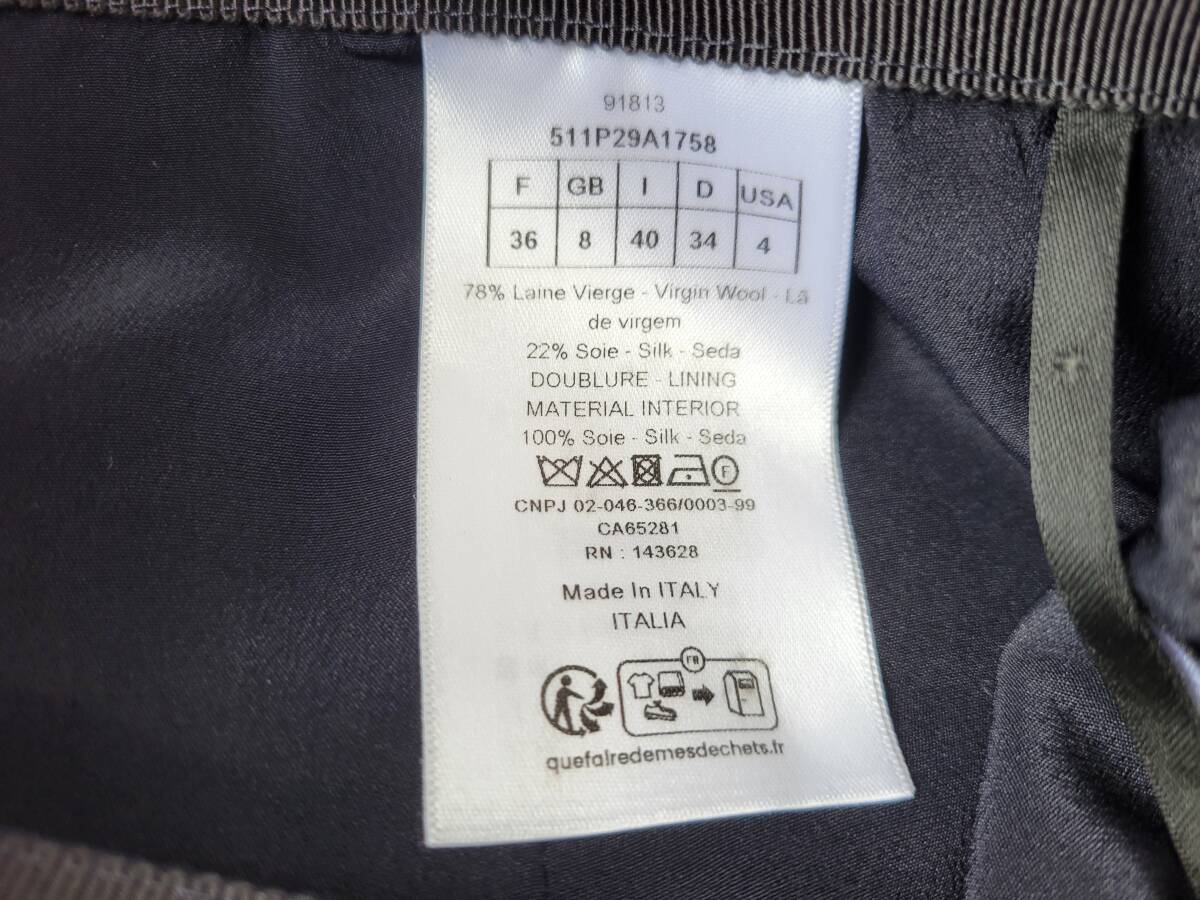 91813
511P29A1758
F GB I D USA
36 8 40 34 4
78% Laine Vierge - Virgin Wool - Lã
de virgem
22% Soie - Silk - Seda
DOUBLURE - LINING
MATERIAL INTERIOR
100% Soie - Silk - Seda
F
CNPJ 02-046-366/0003-99
CA65281
RN : 143628
Made In ITALY
ITALIA
FR
quefairedemesdechets.fr